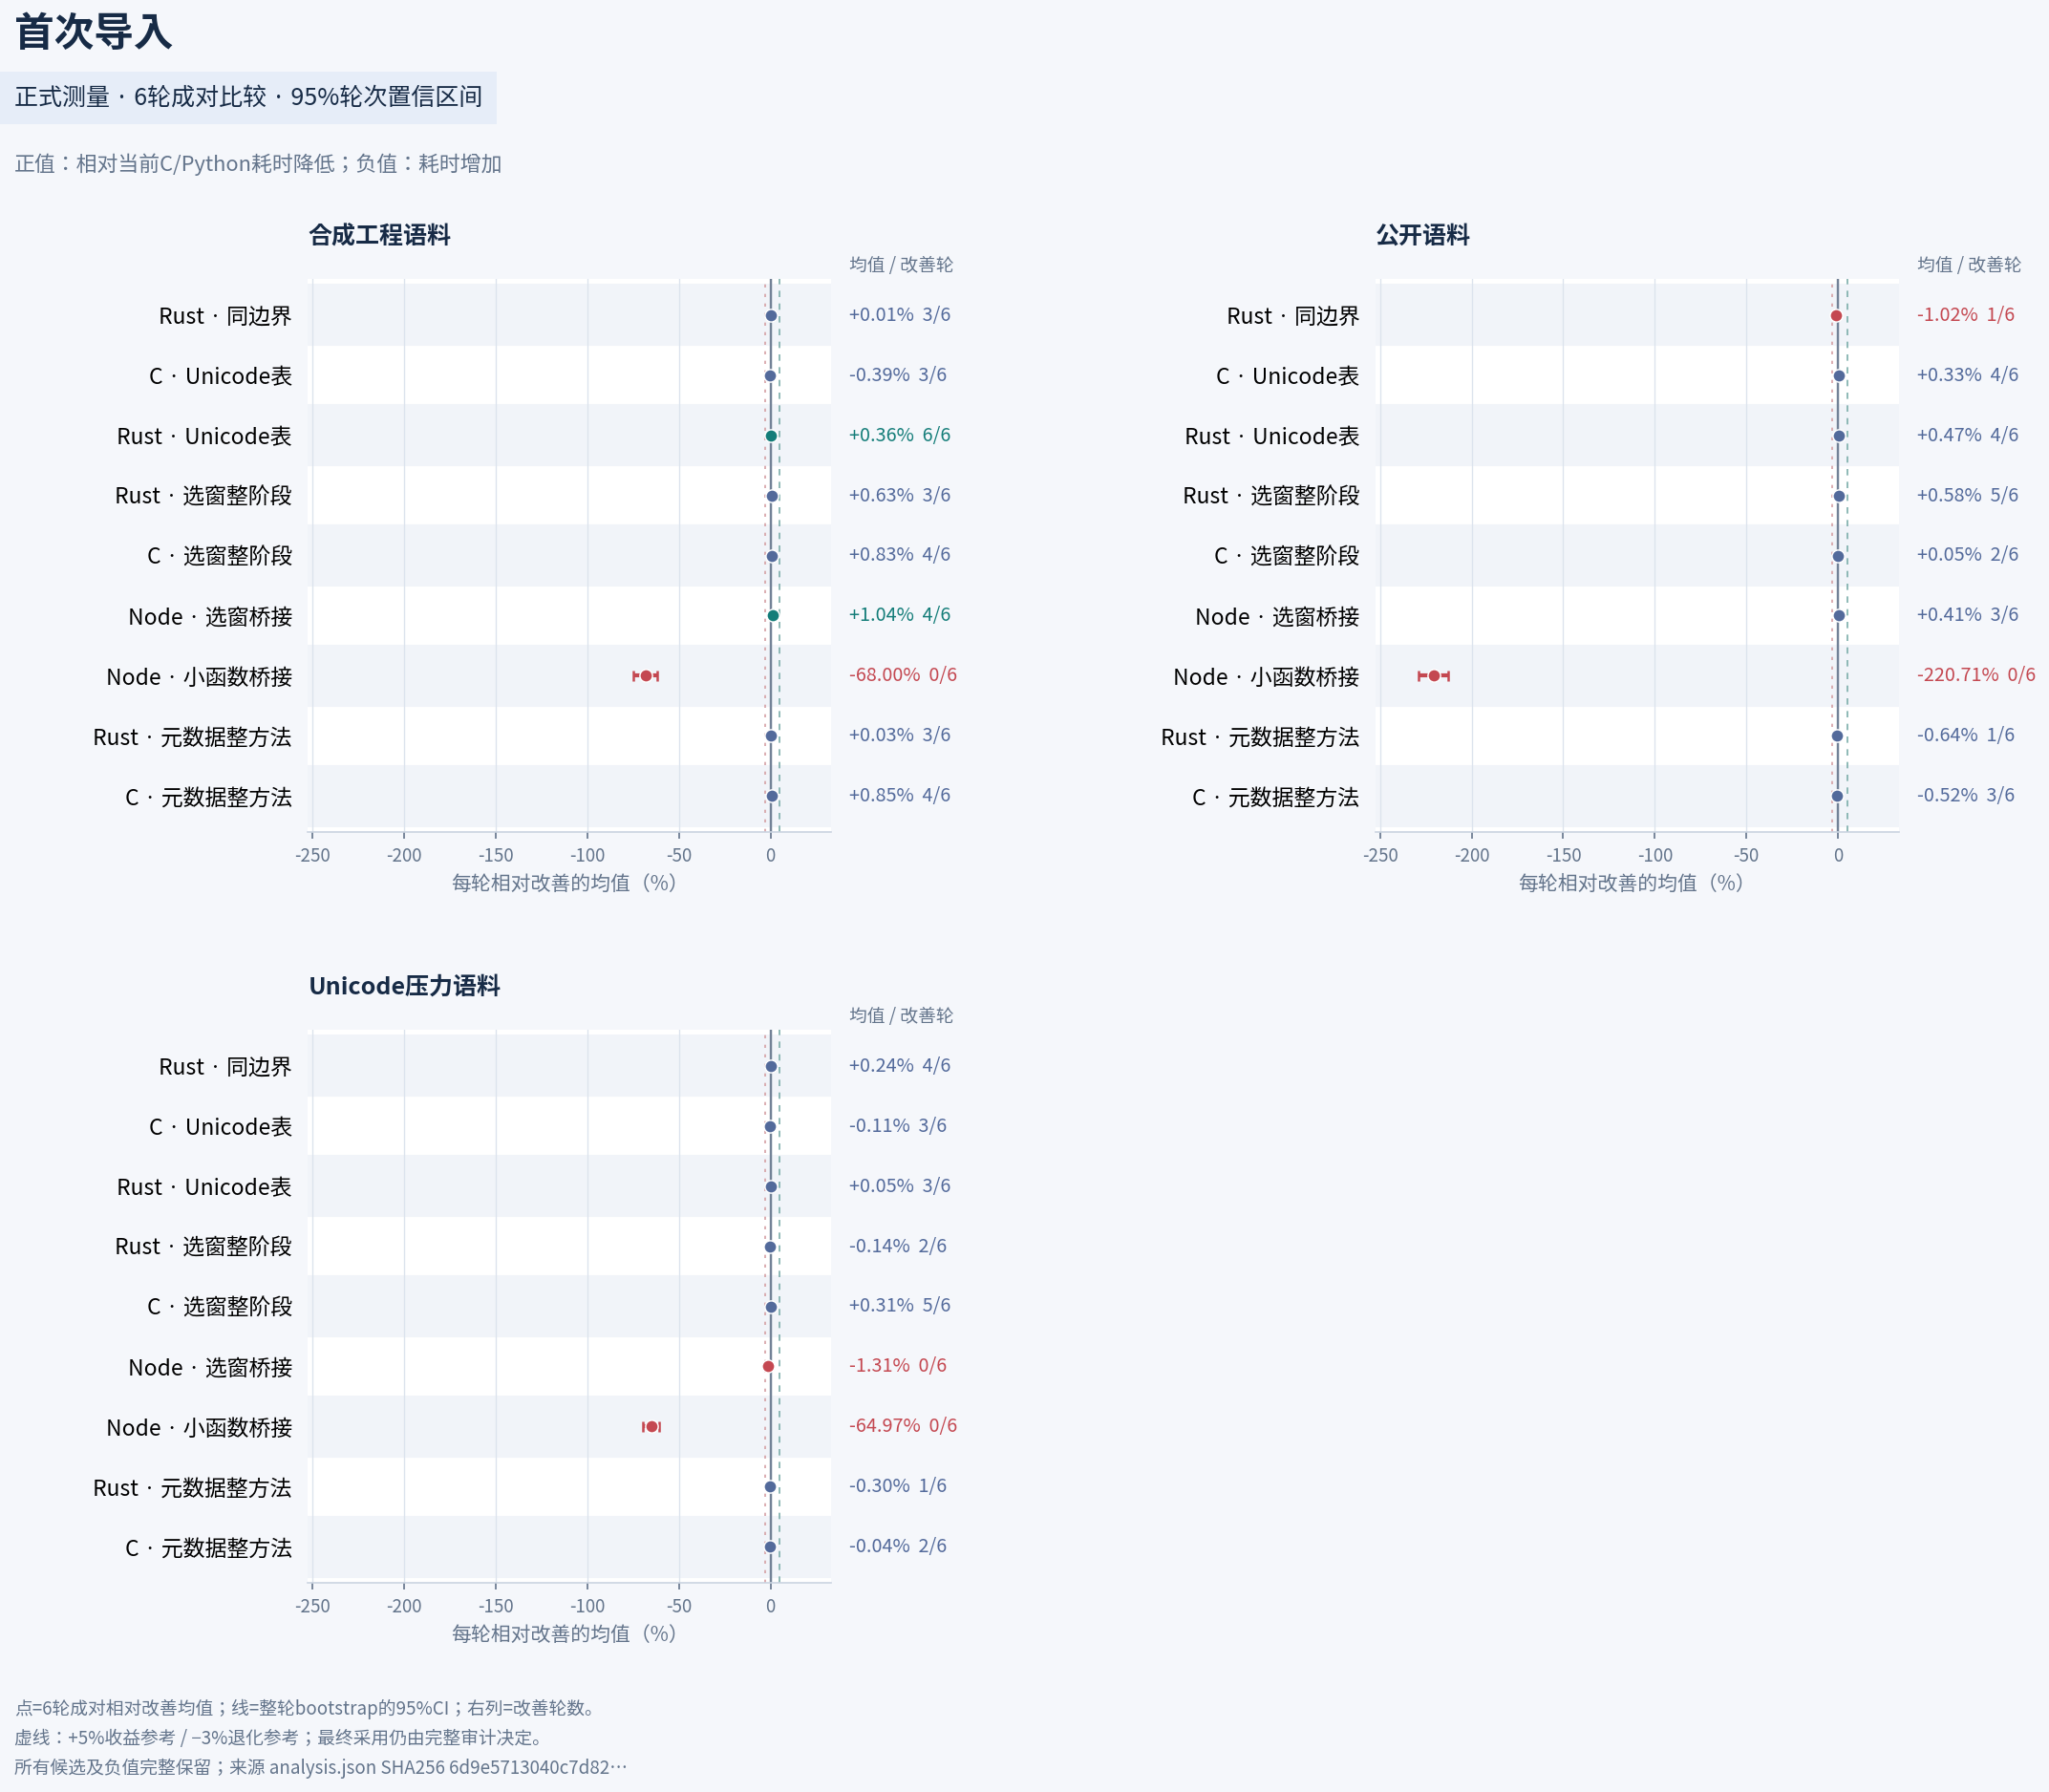 首次导入
正式测量 · 6轮成对比较 · 95%轮次置信区间
正值：相对当前C/Python耗时降低；负值：耗时增加
合成工程语料
均值 / 改善轮
Rust · 同边界 +0.01% 3/6
C · Unicode表 -0.39% 3/6
Rust · Unicode表 +0.36% 6/6
Rust · 选窗整阶段 +0.63% 3/6
C · 选窗整阶段 +0.83% 4/6
Node · 选窗桥接 +1.04% 4/6
Node · 小函数桥接 -68.00% 0/6
Rust · 元数据整方法 +0.03% 3/6
C · 元数据整方法 +0.85% 4/6
-250 -200 -150 -100 -50 0
每轮相对改善的均值（%）
公开语料
均值 / 改善轮
Rust · 同边界 -1.02% 1/6
C · Unicode表 +0.33% 4/6
Rust · Unicode表 +0.47% 4/6
Rust · 选窗整阶段 +0.58% 5/6
C · 选窗整阶段 +0.05% 2/6
Node · 选窗桥接 +0.41% 3/6
Node · 小函数桥接 -220.71% 0/6
Rust · 元数据整方法 -0.64% 1/6
C · 元数据整方法 -0.52% 3/6
-250 -200 -150 -100 -50 0
每轮相对改善的均值（%）
Unicode压力语料
均值 / 改善轮
Rust · 同边界 +0.24% 4/6
C · Unicode表 -0.11% 3/6
Rust · Unicode表 +0.05% 3/6
Rust · 选窗整阶段 -0.14% 2/6
C · 选窗整阶段 +0.31% 5/6
Node · 选窗桥接 -1.31% 0/6
Node · 小函数桥接 -64.97% 0/6
Rust · 元数据整方法 -0.30% 1/6
C · 元数据整方法 -0.04% 2/6
-250 -200 -150 -100 -50 0
每轮相对改善的均值（%）
点=6轮成对相对改善均值；线=整轮bootstrap的95%CI；右列=改善轮数。
虚线：+5%收益参考 / −3%退化参考；最终采用仍由完整审计决定。
所有候选及负值完整保留；来源 analysis.json SHA256 6d9e5713040c7d82…